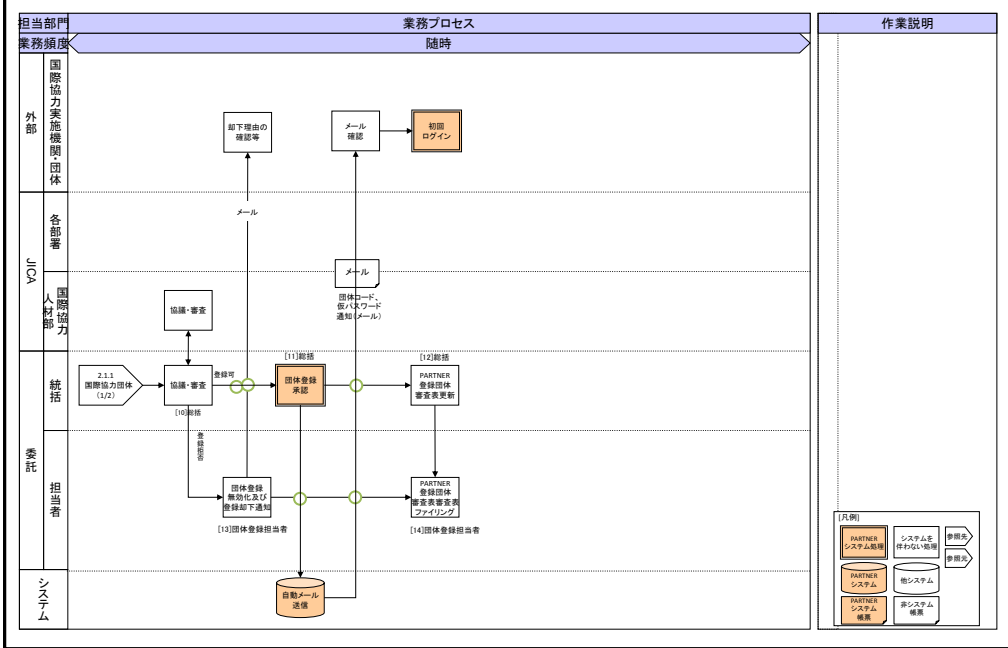 担当部門
業務プロセス
作業説明
業務頻度
随時
外部
国際協力実施機関・団体
却下理由の
確認等
メール
確認
初回
ログイン
JICA
各部署
メール
メール
国際協力
人材部
団体コード、
仮パスワード
通知(メール)
協議・審査
委託
統括
2.1.1
国際協力団体
(1/2)
協議・審査
[10]総括
登録可
[11]総括
団体登録
承認
[12]総括
PARTNER
登録団体
審査表更新
登録拒否
担当者
団体登録
無効化及び
登録却下通知
[13]団体登録担当者
PARTNER
登録団体
審査表審査表
ファイリング
[14]団体登録担当者
システム
自動メール
送信
[凡例]
PARTNER
システム処理
システムを
伴わない処理
参照先
参照元
PARTNER
システム
他システム
PARTNER
システム
帳票
非システム
帳票